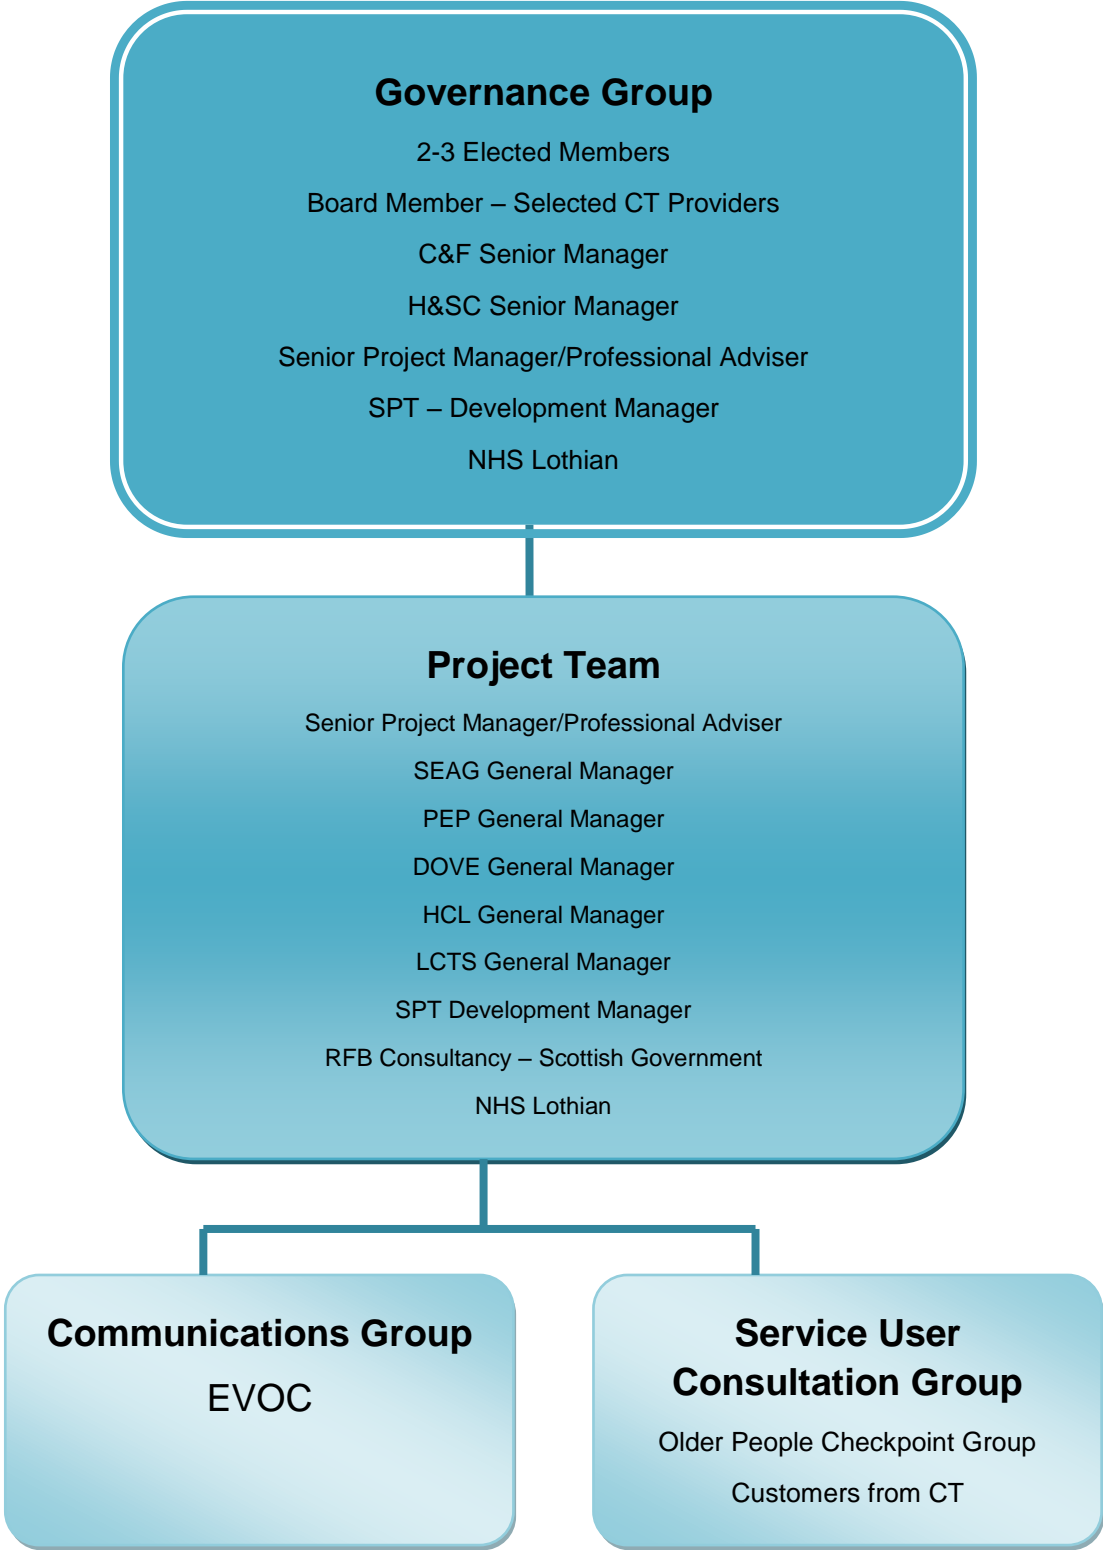 Governance Group
2-3 Elected Members
Board Member – Selected CT Providers
C&F Senior Manager
H&SC Senior Manager
Senior Project Manager/Professional Adviser
SPT – Development Manager
NHS Lothian
Project Team
Senior Project Manager/Professional Adviser
SEAG General Manager
PEP General Manager
DOVE General Manager
HCL General Manager
LCTS General Manager
SPT Development Manager
RFB Consultancy – Scottish Government
NHS Lothian
Communications Group
EVOC
Service User
Consultation Group
Older People Checkpoint Group
Customers from CT